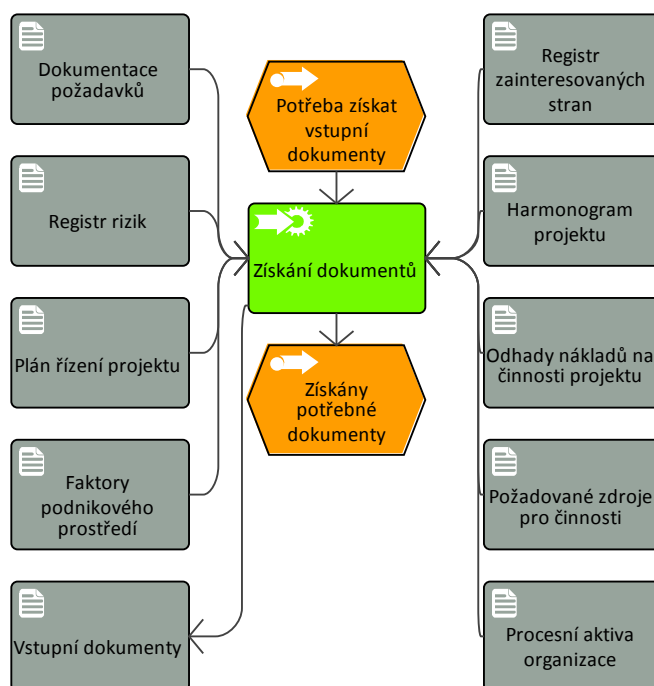 Dokumentace
požadavků
Potřeba získat
vstupní
dokumenty
Registr
zainteresovaných
stran
Registr rizik
Získání dokumentů
Harmonogram
projektu
Plán řízení projektu
Získány
potřebné
dokumenty
Odhady nákladů na
činnosti projektu
Faktory
podnikového
prostředí
Požadované zdroje
pro činnosti
Vstupní dokumenty
Procesní aktiva
organizace